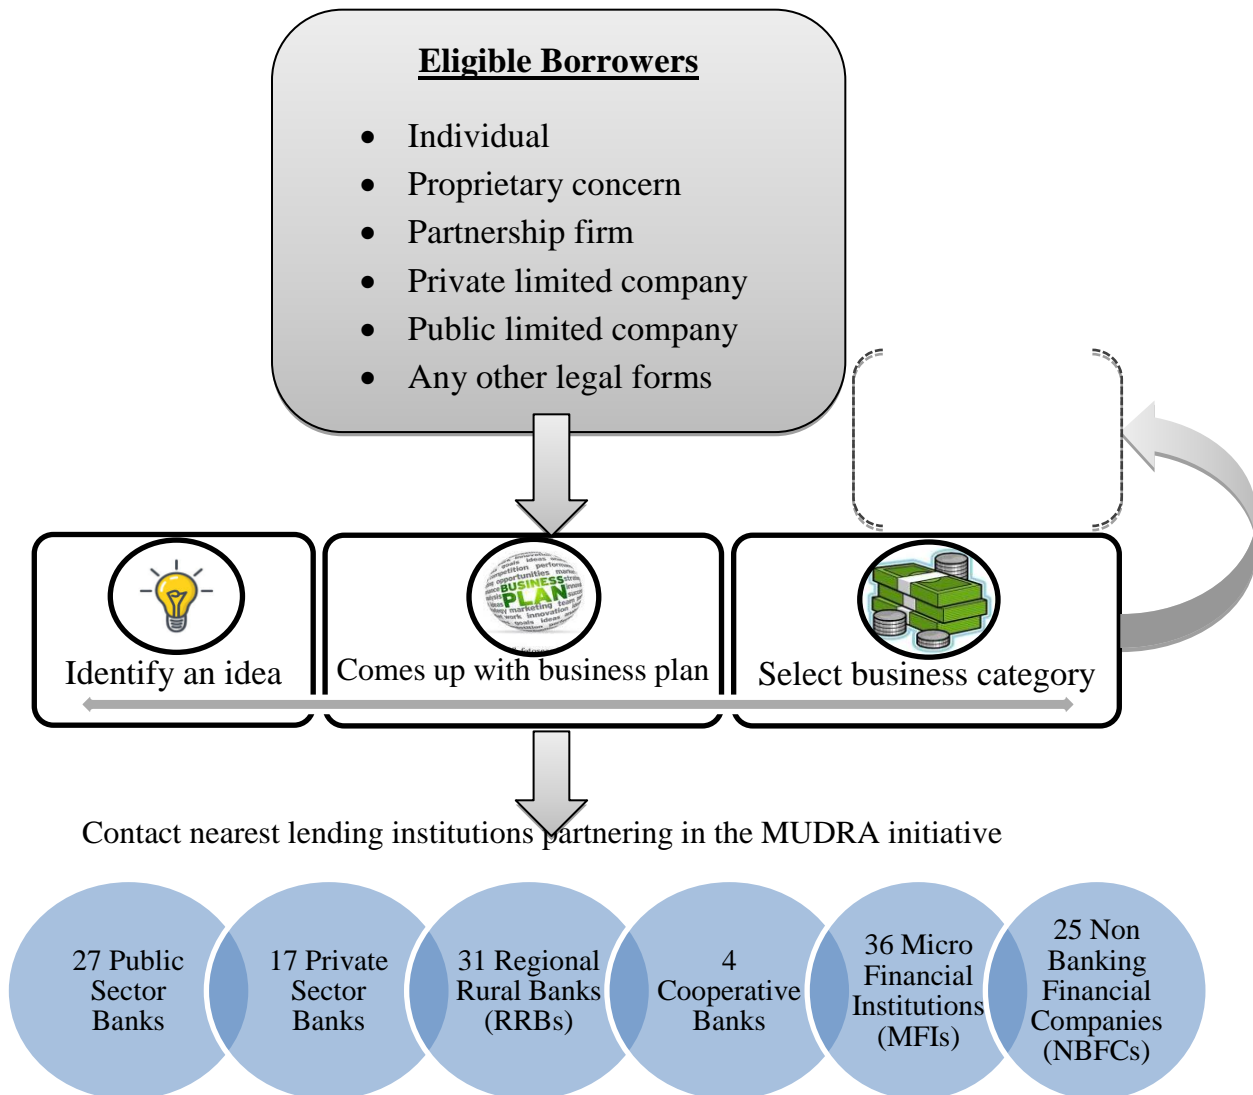 Eligible Borrowers
• Individual
• Proprietary concern
• Partnership firm
• Private limited company
• Public limited company
• Any other legal forms
BUSINESS
PLAN
Identify an idea
Comes up with business plan
Select business category
Contact nearest lending institutions partnering in the MUDRA initiative
27 Public
Sector
Banks
17 Private
Sector
Banks
31 Regional
Rural Banks
(RRBs)
4
Cooperative
Banks
36 Micro
Financial
Institutions
(MFIs)
25 Non
Banking
Financial
Companies
(NBFCs)